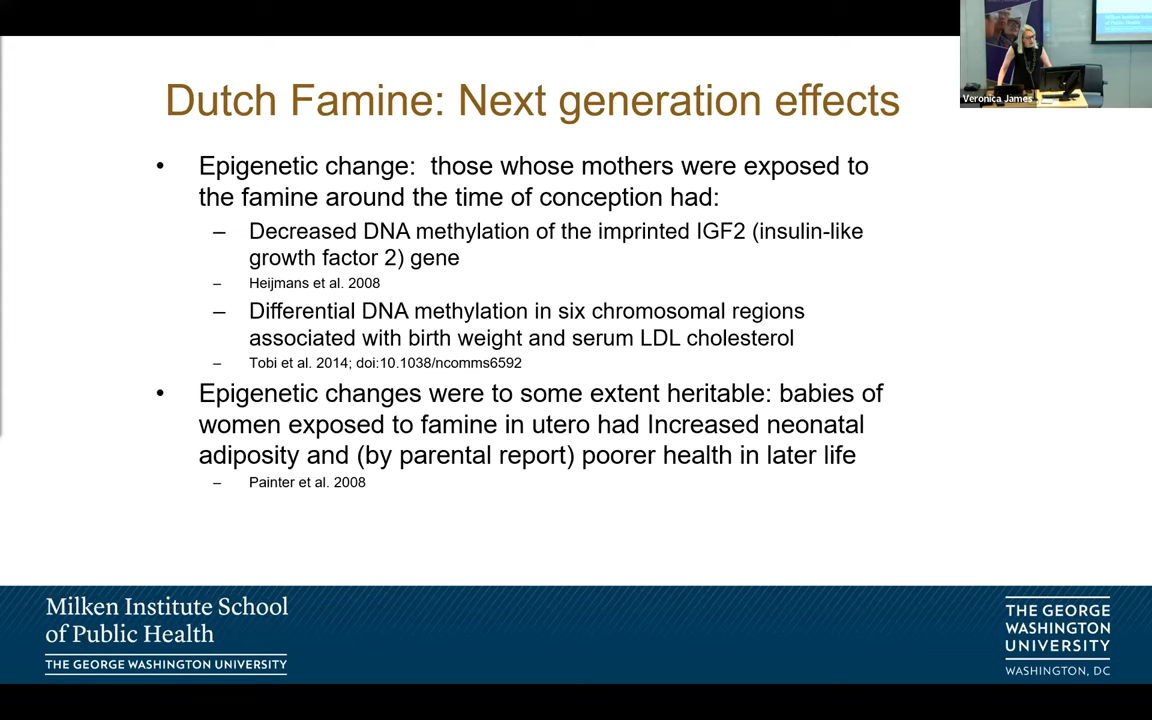 Dutch Famine: Next generation effects
Veronica James
• Epigenetic change: those whose mothers were exposed to
the famine around the time of conception had:
– Decreased DNA methylation of the imprinted IGF2 (insulin-like
growth factor 2) gene
– Heijmans et al. 2008
– Differential DNA methylation in six chromosomal regions
associated with birth weight and serum LDL cholesterol
– Tobi et al. 2014; doi:10.1038/ncomms6592
• Epigenetic changes were to some extent heritable: babies of
women exposed to famine in utero had Increased neonatal
adiposity and (by parental report) poorer health in later life
– Painter et al. 2008
Milken Institute School
of Public Health
THE GEORGE WASHINGTON UNIVERSITY
THE GEORGE
WASHINGTON
UNIVERSITY
WASHINGTON, DC